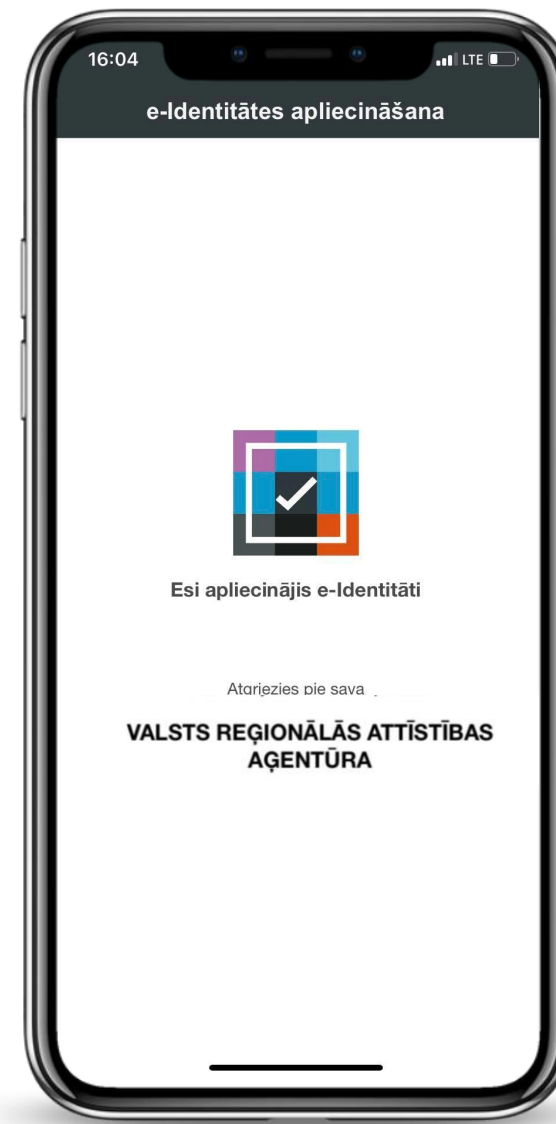 16:04
LTE
e-Identitātes apliecināšana
Esi apliecinājis e-Identitāti
Atgriezies pie sava
VALSTS REĢIONĀLĀS ATTĪSTĪBAS
AĢENTŪRA